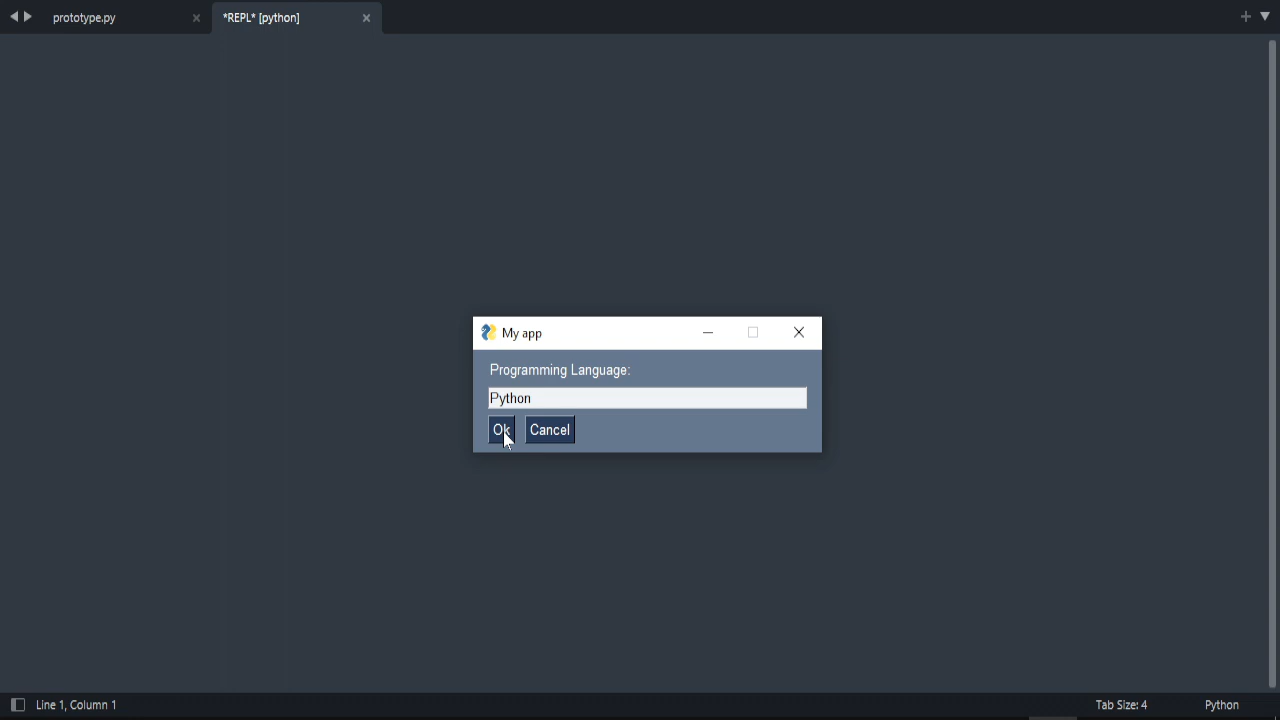 prototype.py
*REPL* [python]
My app
Programming Language:
Python
Ok Cancel
Line 1, Column 1 Tab Size: 4 Python